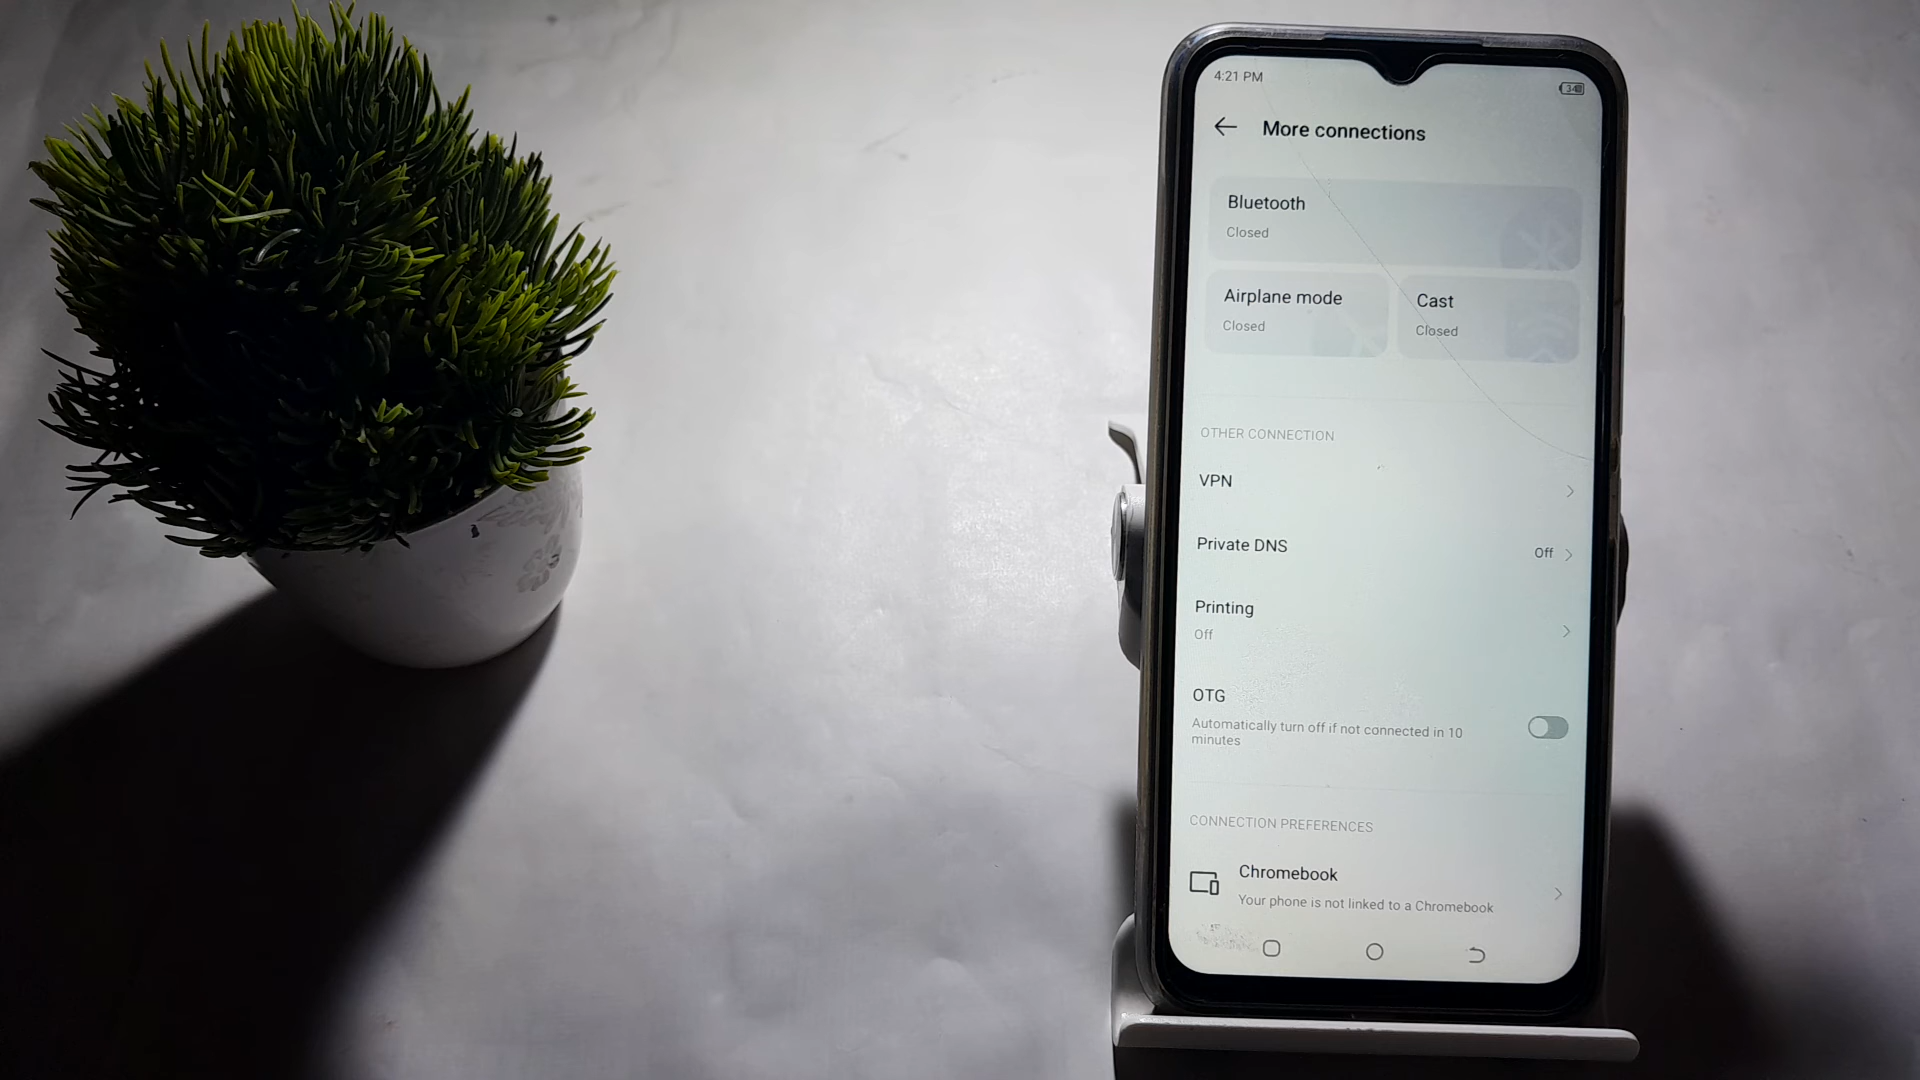 4:21 PM
34
More connections
Bluetooth
Closed
Airplane mode
Closed
Cast
Closed
OTHER CONNECTION
VPN
Private DNS
Off
Printing
Off
OTG
Automatically turn off if not connected in 10
minutes
CONNECTION PREFERENCES
Chromebook
Your phone is not linked to a Chromebook